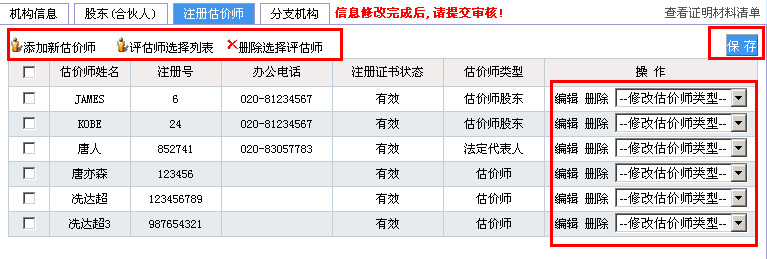 机构信息 股东(合伙人) 注册估价师 分支机构 信息修改完成后,请提交审核! 查看证明材料清单
添加新估价师 评估师选择列表 删除选择评估师 保 存
估价师姓名 注册号 办公电话 注册证书状态 估价师类型 操 作
JAMES 6 020-81234567 有效 估价师股东 编辑 删除 --修改估价师类型--
KOBE 24 020-81234567 有效 估价师股东 编辑 删除 --修改估价师类型--
唐人 852741 020-83057783 有效 法定代表人 编辑 删除 --修改估价师类型--
唐亦森 123456 有效 估价师 编辑 删除 --修改估价师类型--
冼达超 123456789 有效 估价师 编辑 删除 --修改估价师类型--
冼达超3 987654321 有效 估价师 编辑 删除 --修改估价师类型--